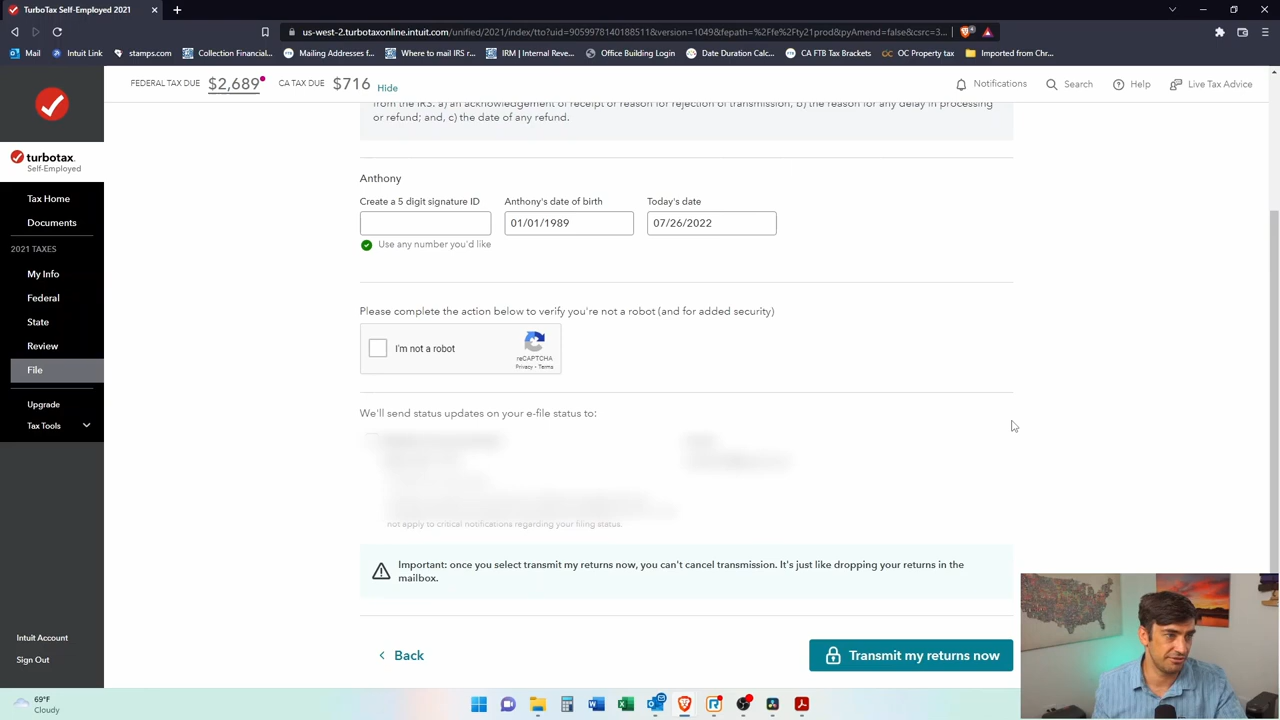 TurboTax Self-Employed 2021
us-west-2.turbotaxonline.intuit.com/unified/2021/index/tto?uid=9059978140188511&version=1049&fepath=%2Ffe%2Fty21prod&pyAmend=false&csrc=3...
Mail
Intuit Link
stamps.com
Collection Financial...
Mailing Addresses f...
Where to mail IRS r...
IRM | Internal Reve...
Office Building Login
Date Duration Calc...
CA FTB Tax Brackets
OC Property tax
Imported from Chr...
FEDERAL TAX DUE $2,689 CA TAX DUE $716 Hide
Notifications Search Help Live Tax Advice
from the IRS: a) an acknowledgement of receipt or reason for rejection of transmission; b) the reason for any delay in processing
or refund; and, c) the date of any refund.
turbotax
Self-Employed
Tax Home
Documents
2021 TAXES
My Info
Federal
State
Review
File
Upgrade
Tax Tools
Intuit Account
Sign Out
Anthony
Create a 5 digit signature ID Anthony's date of birth Today's date
01/01/1989 07/26/2022
Use any number you'd like
Please complete the action below to verify you're not a robot (and for added security)
I'm not a robot
reCAPTCHA
Privacy - Terms
We'll send status updates on your e-file status to:
not apply to critical notifications regarding your filing status.
Important: once you select transmit my returns now, you can't cancel transmission. It's just like dropping your returns in the
mailbox.
Back
Transmit my returns now
69°F
Cloudy